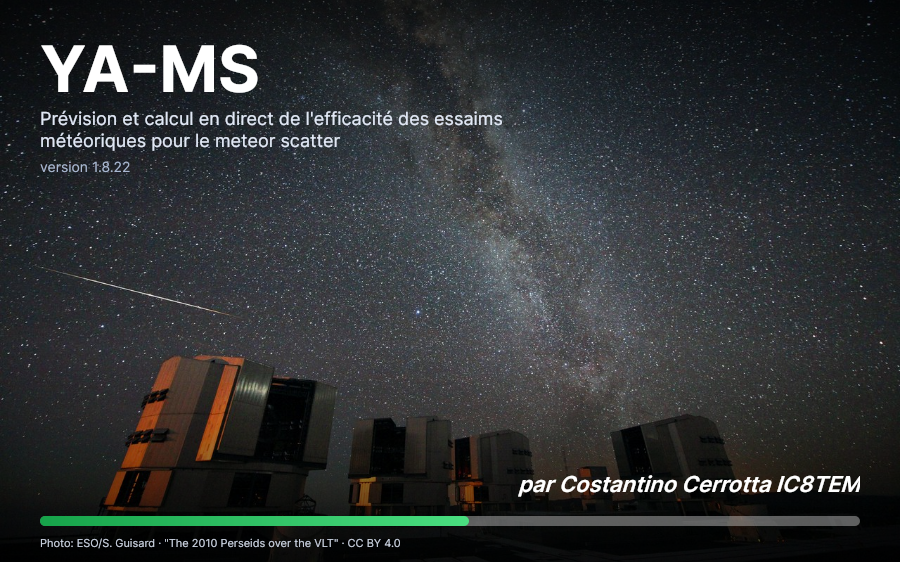 YA-MS
Prévision et calcul en direct de l'efficacité des essaims
météoriques pour le meteor scatter
version 1.8.22
par Costantino Cerrotta IC8TEM
Photo: ESO/S. Guisard · "The 2010 Perseids over the VLT" · CC BY 4.0